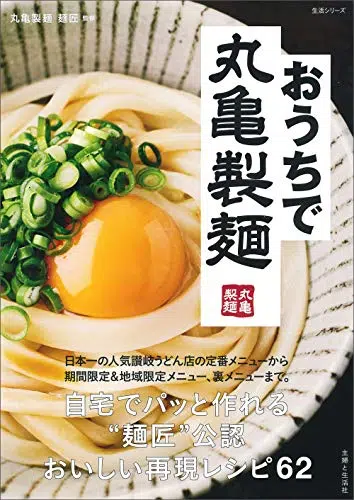 丸亀製麺 麺匠 監修
生活シリーズ
おうちで
丸亀製麺
丸亀
製麺
日本一の人気讃岐うどん店の定番メニューから
期間限定&地域限定メニュー、裏メニューまで。
自宅でパッと作れる
“麺匠”公認
おいしい再現レシピ62
主婦と生活社